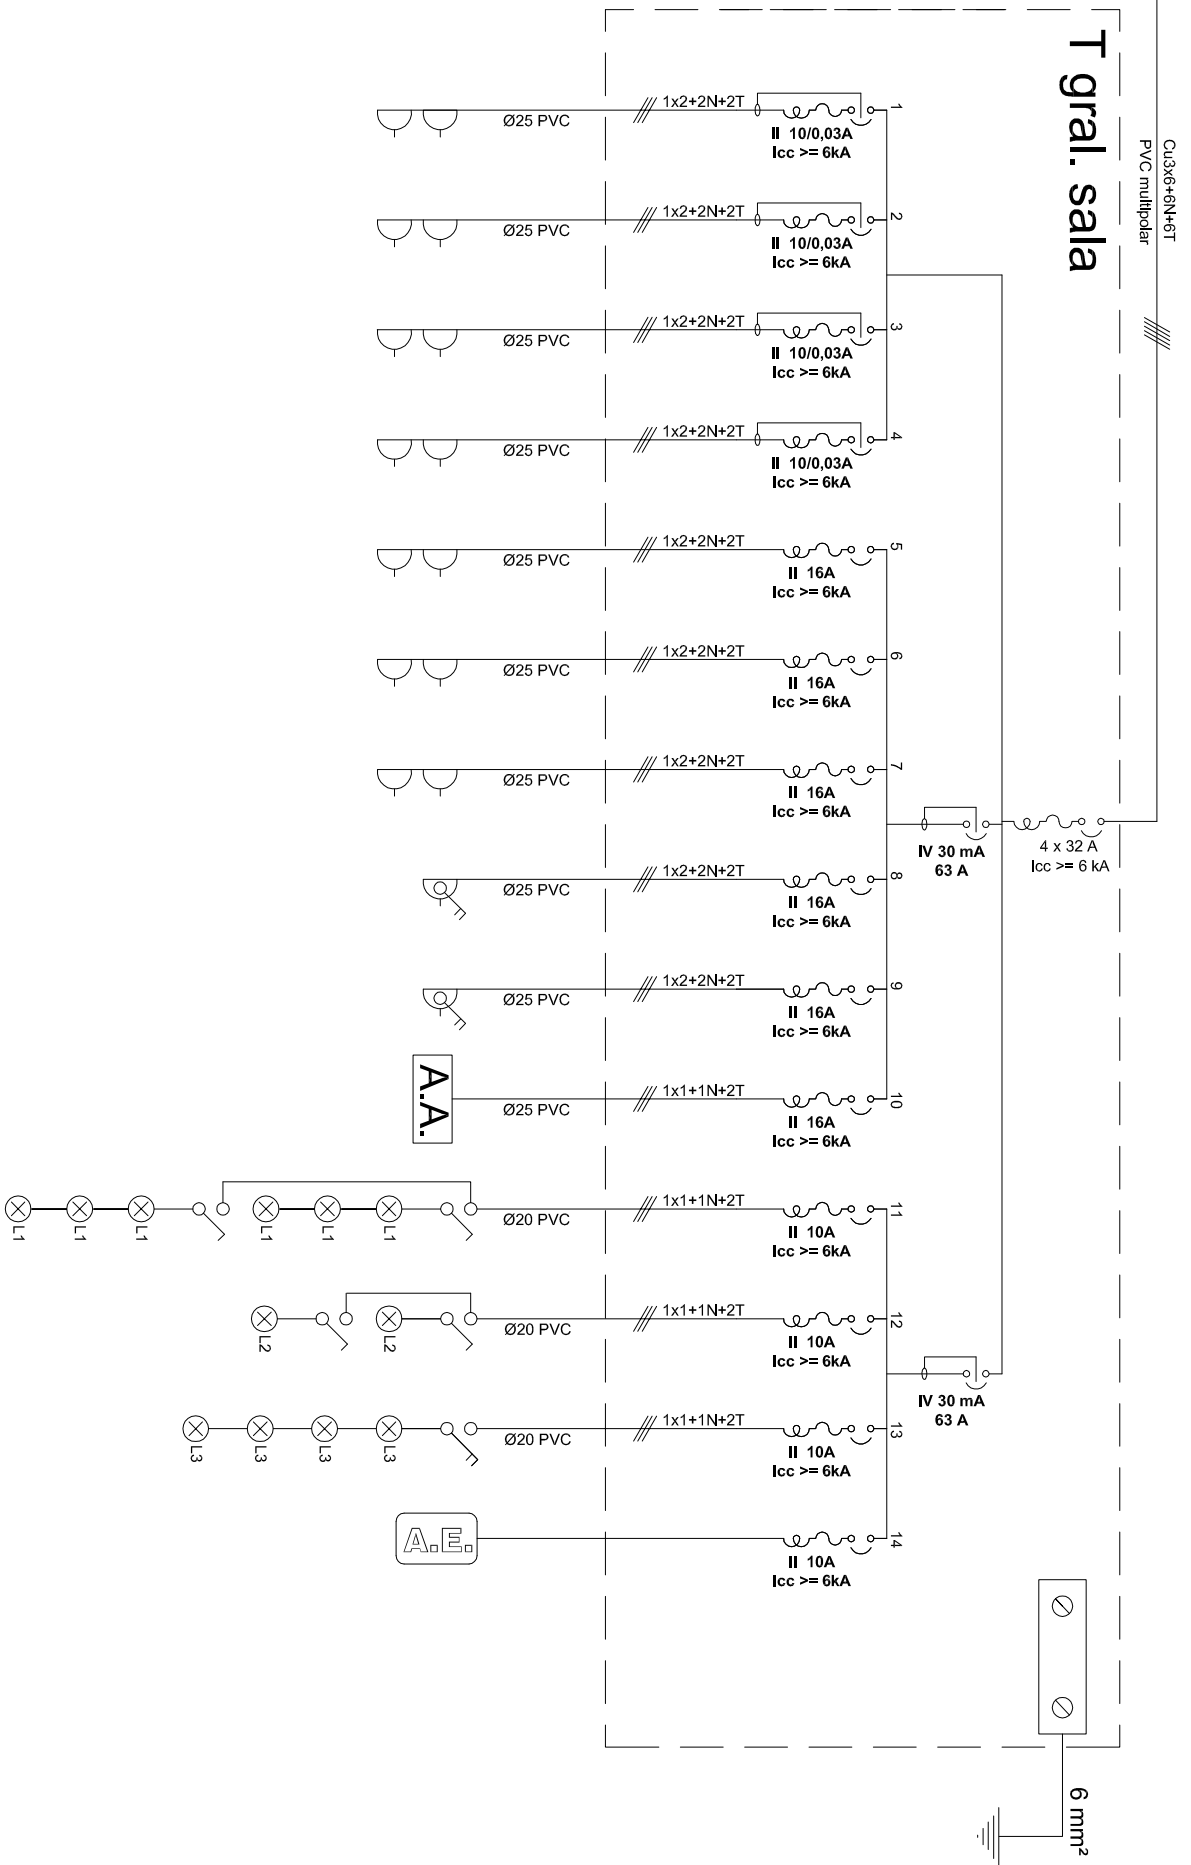 Cu3x6+6N+6T
PVC multipolar
T gral. sala
1
1x2+2N+2T
Ø25 PVC
II 10/0,03A
Icc >= 6kA
2
1x2+2N+2T
Ø25 PVC
II 10/0,03A
Icc >= 6kA
3
1x2+2N+2T
Ø25 PVC
II 10/0,03A
Icc >= 6kA
4
1x2+2N+2T
Ø25 PVC
II 10/0,03A
Icc >= 6kA
5
1x2+2N+2T
Ø25 PVC
II 16A
Icc >= 6kA
6
1x2+2N+2T
Ø25 PVC
II 16A
Icc >= 6kA
7
1x2+2N+2T
Ø25 PVC
II 16A
Icc >= 6kA
IV 30 mA
63 A
4 x 32 A
Icc >= 6 kA
8
1x2+2N+2T
Ø25 PVC
II 16A
Icc >= 6kA
9
1x2+2N+2T
Ø25 PVC
II 16A
Icc >= 6kA
10
1x1+1N+2T
A.A.
Ø25 PVC
II 16A
Icc >= 6kA
11
1x1+1N+2T
Ø20 PVC
II 10A
Icc >= 6kA
L1
L1
L1
L1
L1
L1
12
1x1+1N+2T
Ø20 PVC
II 10A
Icc >= 6kA
L2
L2
IV 30 mA
63 A
13
1x1+1N+2T
Ø20 PVC
II 10A
Icc >= 6kA
L3
L3
L3
L3
14
A.E.
II 10A
Icc >= 6kA
6 mm²